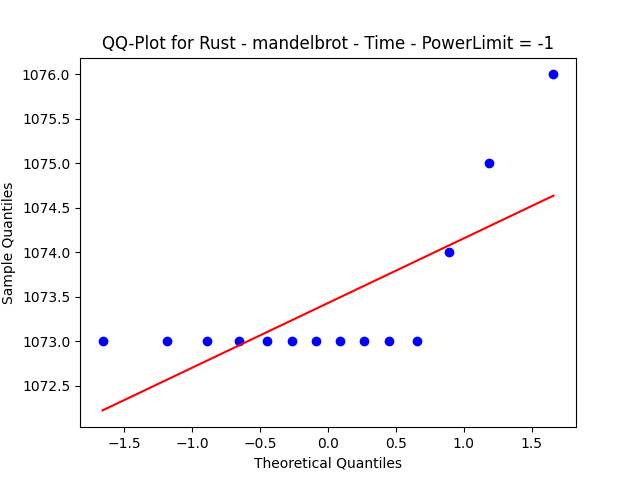 QQ-Plot for Rust - mandelbrot - Time - PowerLimit = -1
1076.0
1075.5
1075.0
1074.5
1074.0
1073.5
1073.0
1072.5
Sample Quantiles
−1.5 −1.0 −0.5 0.0 0.5 1.0 1.5
Theoretical Quantiles